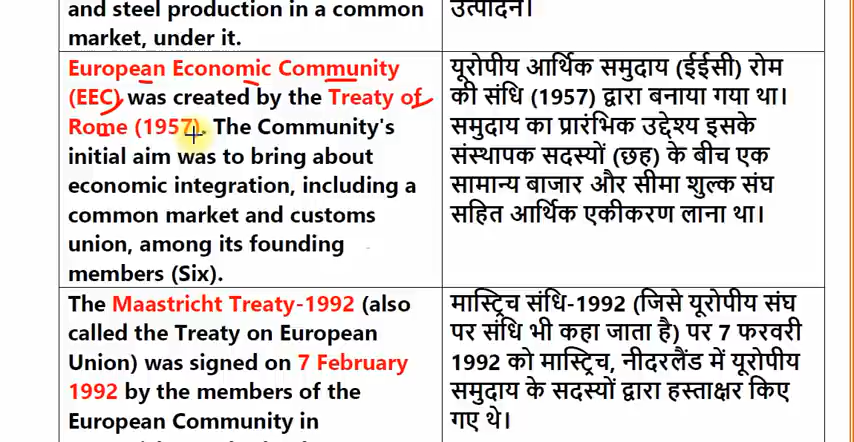 and steel production in a common
market, under it.
उत्पादन।
European Economic Community
(EEC) was created by the Treaty of
Rome (1957). The Community's
initial aim was to bring about
economic integration, including a
common market and customs
union, among its founding
members (Six).
यूरोपीय आर्थिक समुदाय (ईईसी) रोम
की संधि (1957) द्वारा बनाया गया था।
समुदाय का प्रारंभिक उद्देश्य इसके
संस्थापक सदस्यों (छह) के बीच एक
सामान्य बाजार और सीमा शुल्क संघ
सहित आर्थिक एकीकरण लाना था।
The Maastricht Treaty-1992 (also
called the Treaty on European
Union) was signed on 7 February
1992 by the members of the
European Community in
मास्ट्रिच संधि-1992 (जिसे यूरोपीय संघ
पर संधि भी कहा जाता है) पर 7 फरवरी
1992 को मास्ट्रिच, नीदरलैंड में यूरोपीय
समुदाय के सदस्यों द्वारा हस्ताक्षर किए
गए थे।